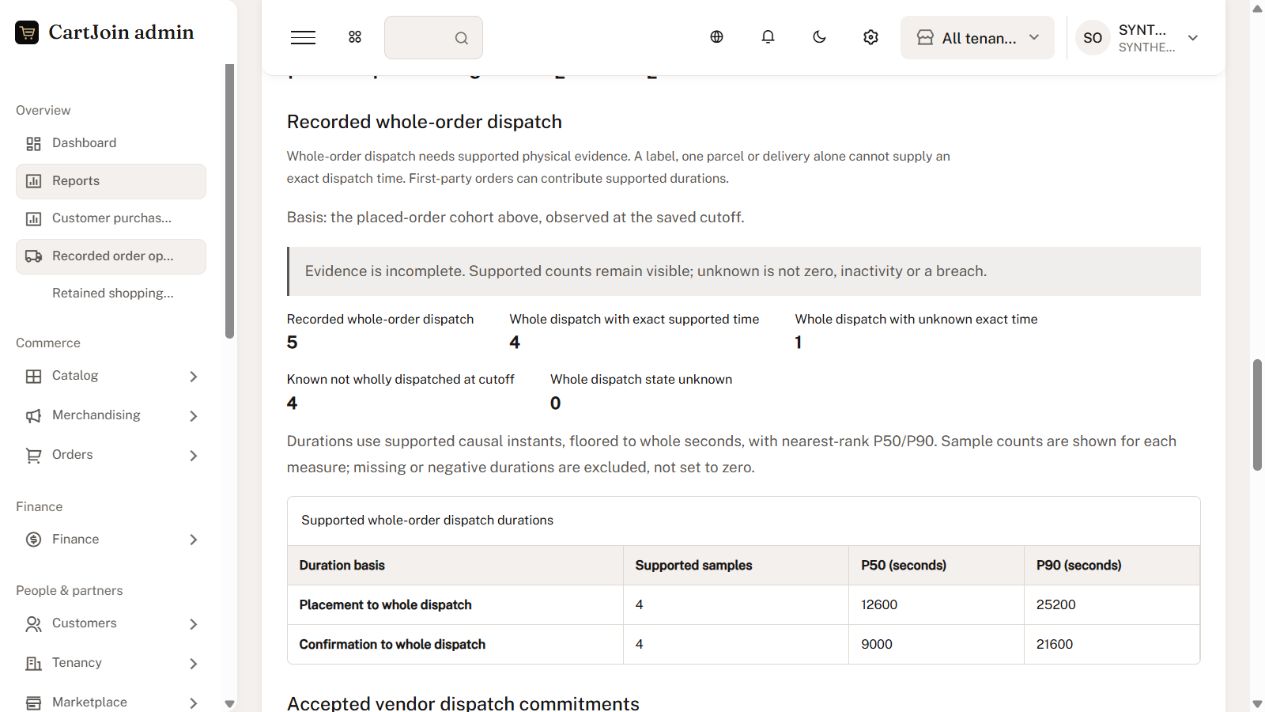 CartJoin admin
Overview
Dashboard
Reports
Customer purchas...
Recorded order op...
Retained shopping...
Commerce
Catalog
Merchandising
Orders
Finance
Finance
People & partners
Customers
Tenancy
Marketplace
All tenan...
SO
SYNT...
SYNTHE...
Recorded whole-order dispatch
Whole-order dispatch needs supported physical evidence. A label, one parcel or delivery alone cannot supply an
exact dispatch time. First-party orders can contribute supported durations.
Basis: the placed-order cohort above, observed at the saved cutoff.
Evidence is incomplete. Supported counts remain visible; unknown is not zero, inactivity or a breach.
Recorded whole-order dispatch
5
Whole dispatch with exact supported time
4
Whole dispatch with unknown exact time
1
Known not wholly dispatched at cutoff
4
Whole dispatch state unknown
0
Durations use supported causal instants, floored to whole seconds, with nearest-rank P50/P90. Sample counts are shown for each
measure; missing or negative durations are excluded, not set to zero.
Supported whole-order dispatch durations
Duration basis Supported samples P50 (seconds) P90 (seconds)
Placement to whole dispatch 4 12600 25200
Confirmation to whole dispatch 4 9000 21600
Accepted vendor dispatch commitments